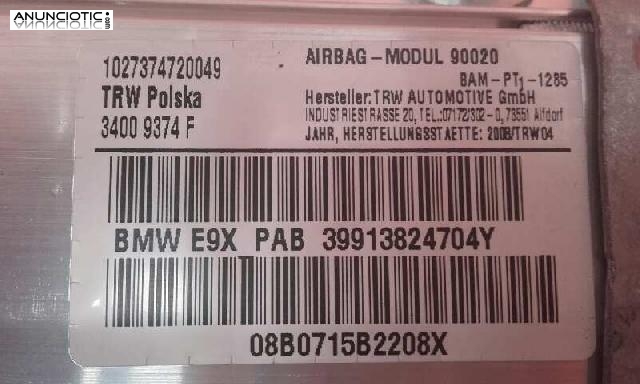 ANUNCIOTIC.com
1027374720049
TRW Polska
3400 9374 F
AIRBAG-MODUL 90020
BAM-PT1-1285
Hersteller: TRW AUTOMOTIVE GmbH
INDUSTRIESTRASSE 20, TEL.:07172/302-0, 73551 Alfdorf
JAHR, HERSTELLUNGSSTAETTE: 2008/TRW04
BMW E9X PAB 39913824704Y
08B0715B2208X